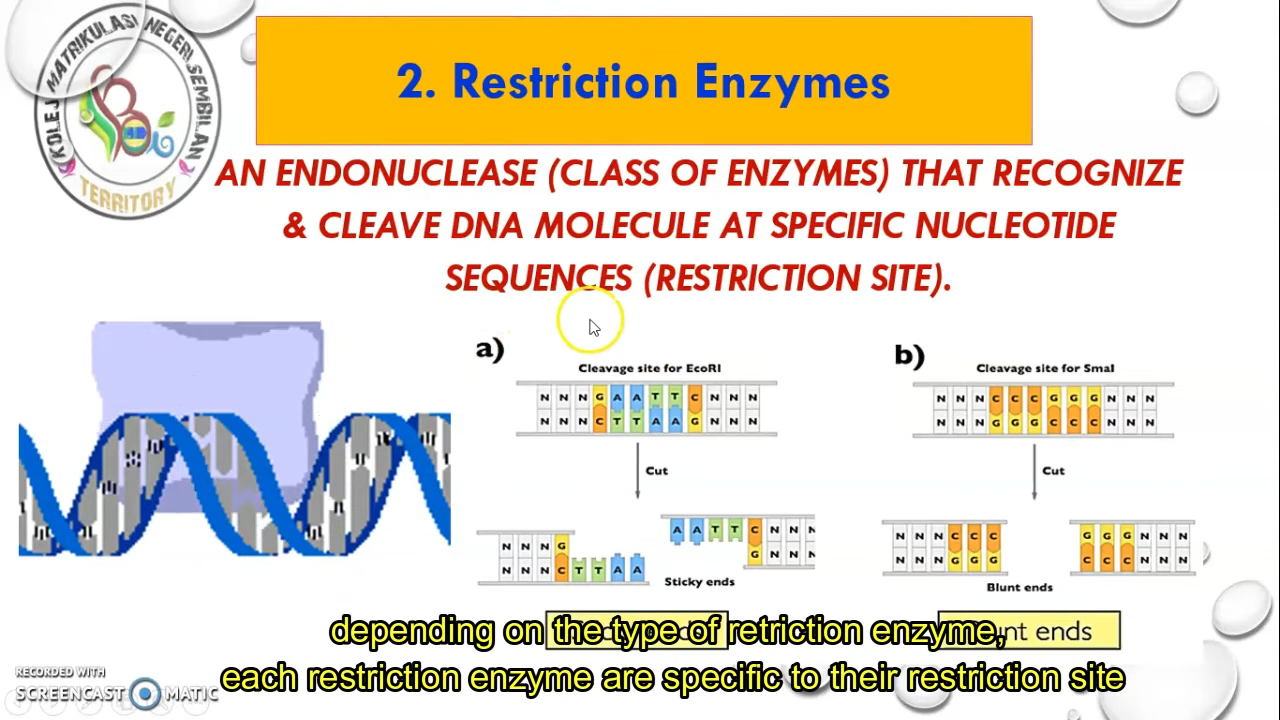 KOLEJ MATRIKULASI NEGERI SEMBILAN
TERRITORY
2. Restriction Enzymes
AN ENDONUCLEASE (CLASS OF ENZYMES) THAT RECOGNIZE
& CLEAVE DNA MOLECULE AT SPECIFIC NUCLEOTIDE
SEQUENCES (RESTRICTION SITE).
a)
Cleavage site for EcoRI
N N N G A A T T C N N N
N N N C T T A A G N N N
Cut
N N N G
N N N C T T A A
A A T T C N N N
G N N N
Sticky ends
b)
Cleavage site for SmaI
N N N C C C G G G N N N
N N N G G G C C C N N N
Cut
N N N C C C
N N N G G G
G G G N N N
C C C N N N
Blunt ends
ends
depending on the type of retriction enzyme,
each restriction enzyme are specific to their restriction site
RECORDED WITH
SCREENCAST MATIC